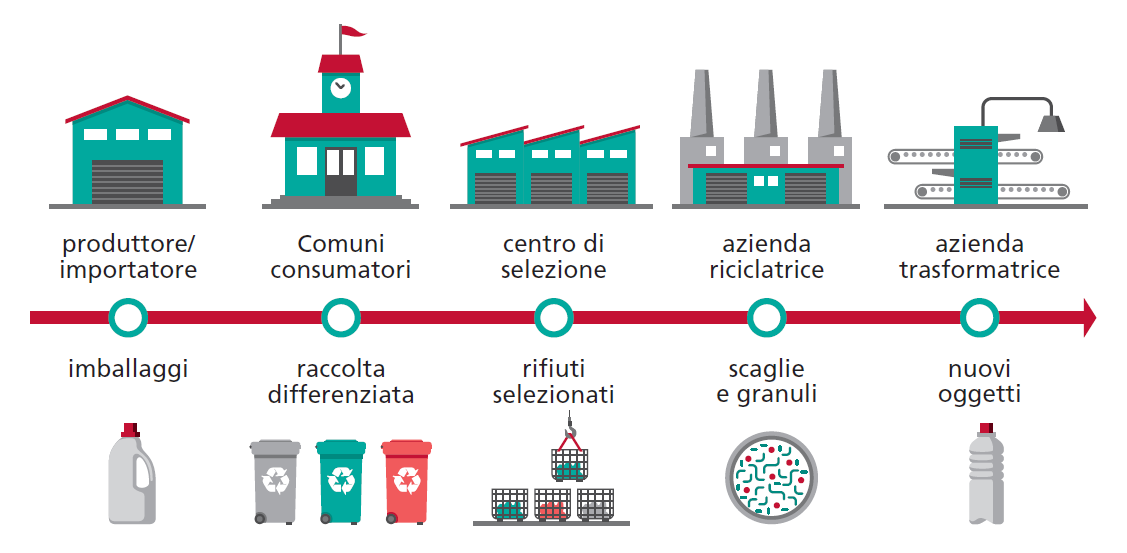 produttore/
importatore
Comuni
consumatori
centro di
selezione
azienda
riciclatrice
azienda
trasformatrice
imballaggi
raccolta
differenziata
rifiuti
selezionati
scaglie
e granuli
nuovi
oggetti